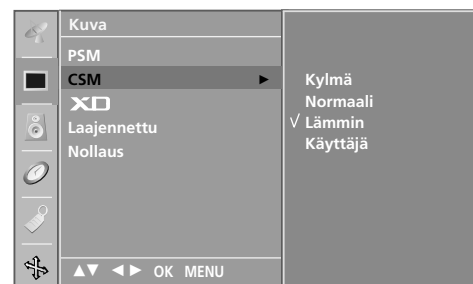 Kuva
PSM
CSM ►
XD
Laajennettu
Nollaus
Kylmä
Normaali
√ Lämmin
Käyttäjä
▲▼ ◄► OK MENU